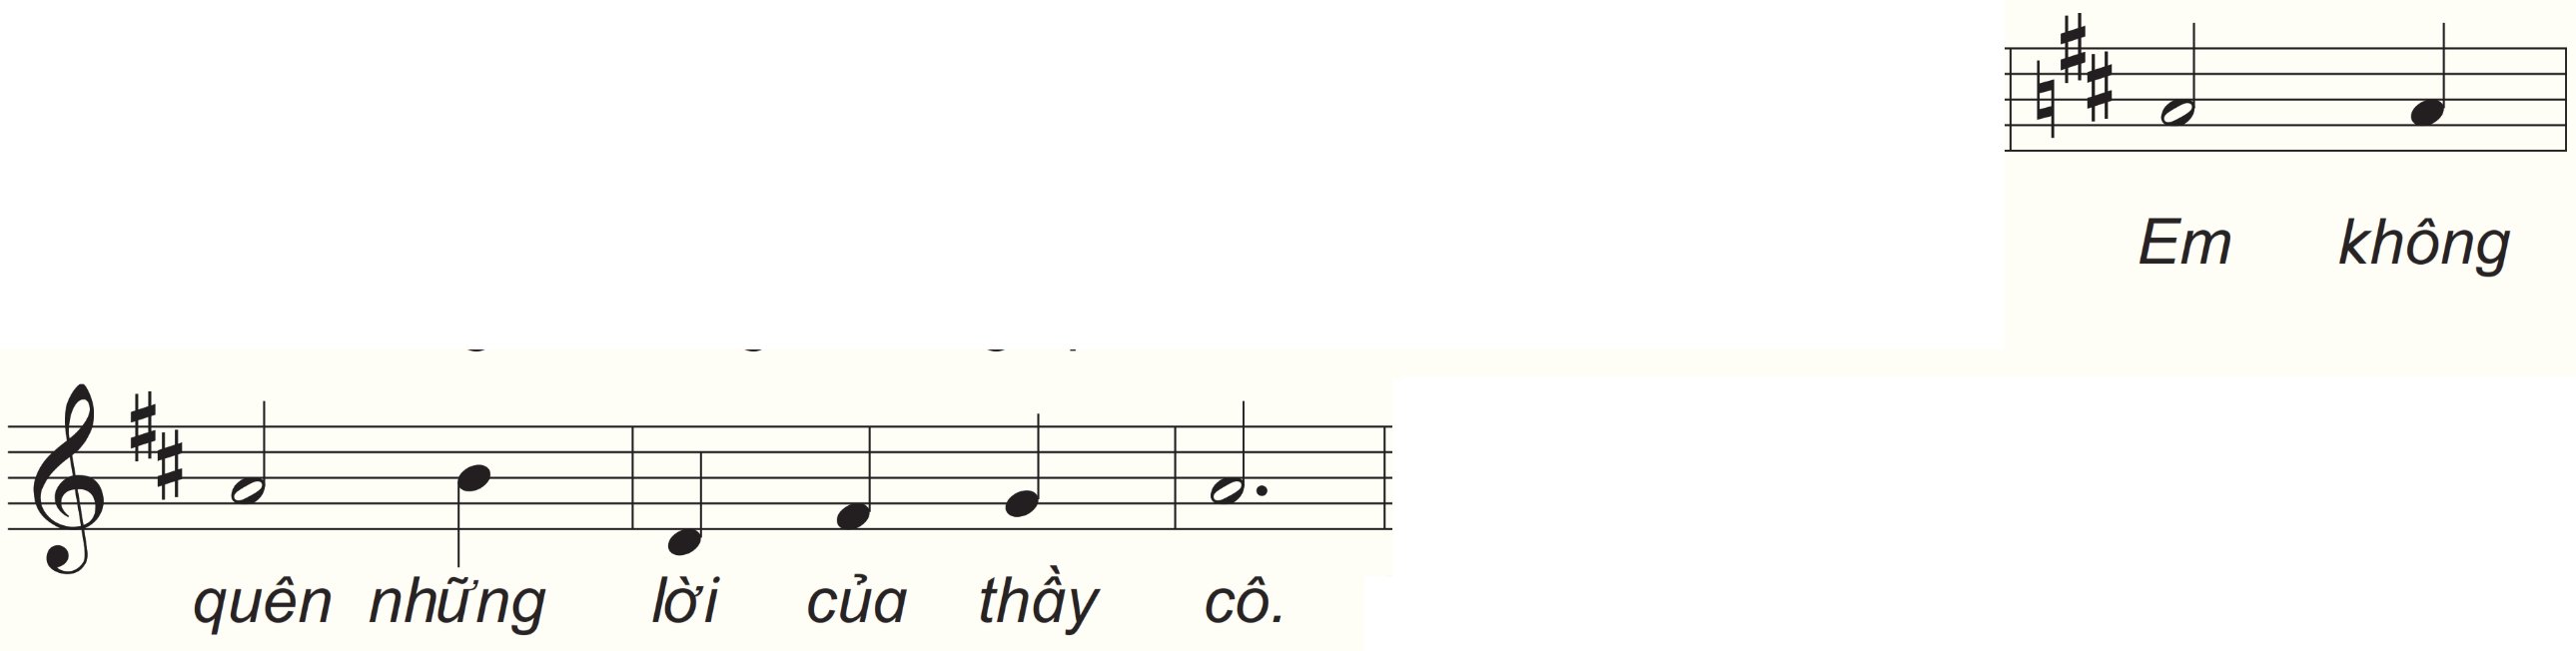 Em không
quên những lời của thầy cô.